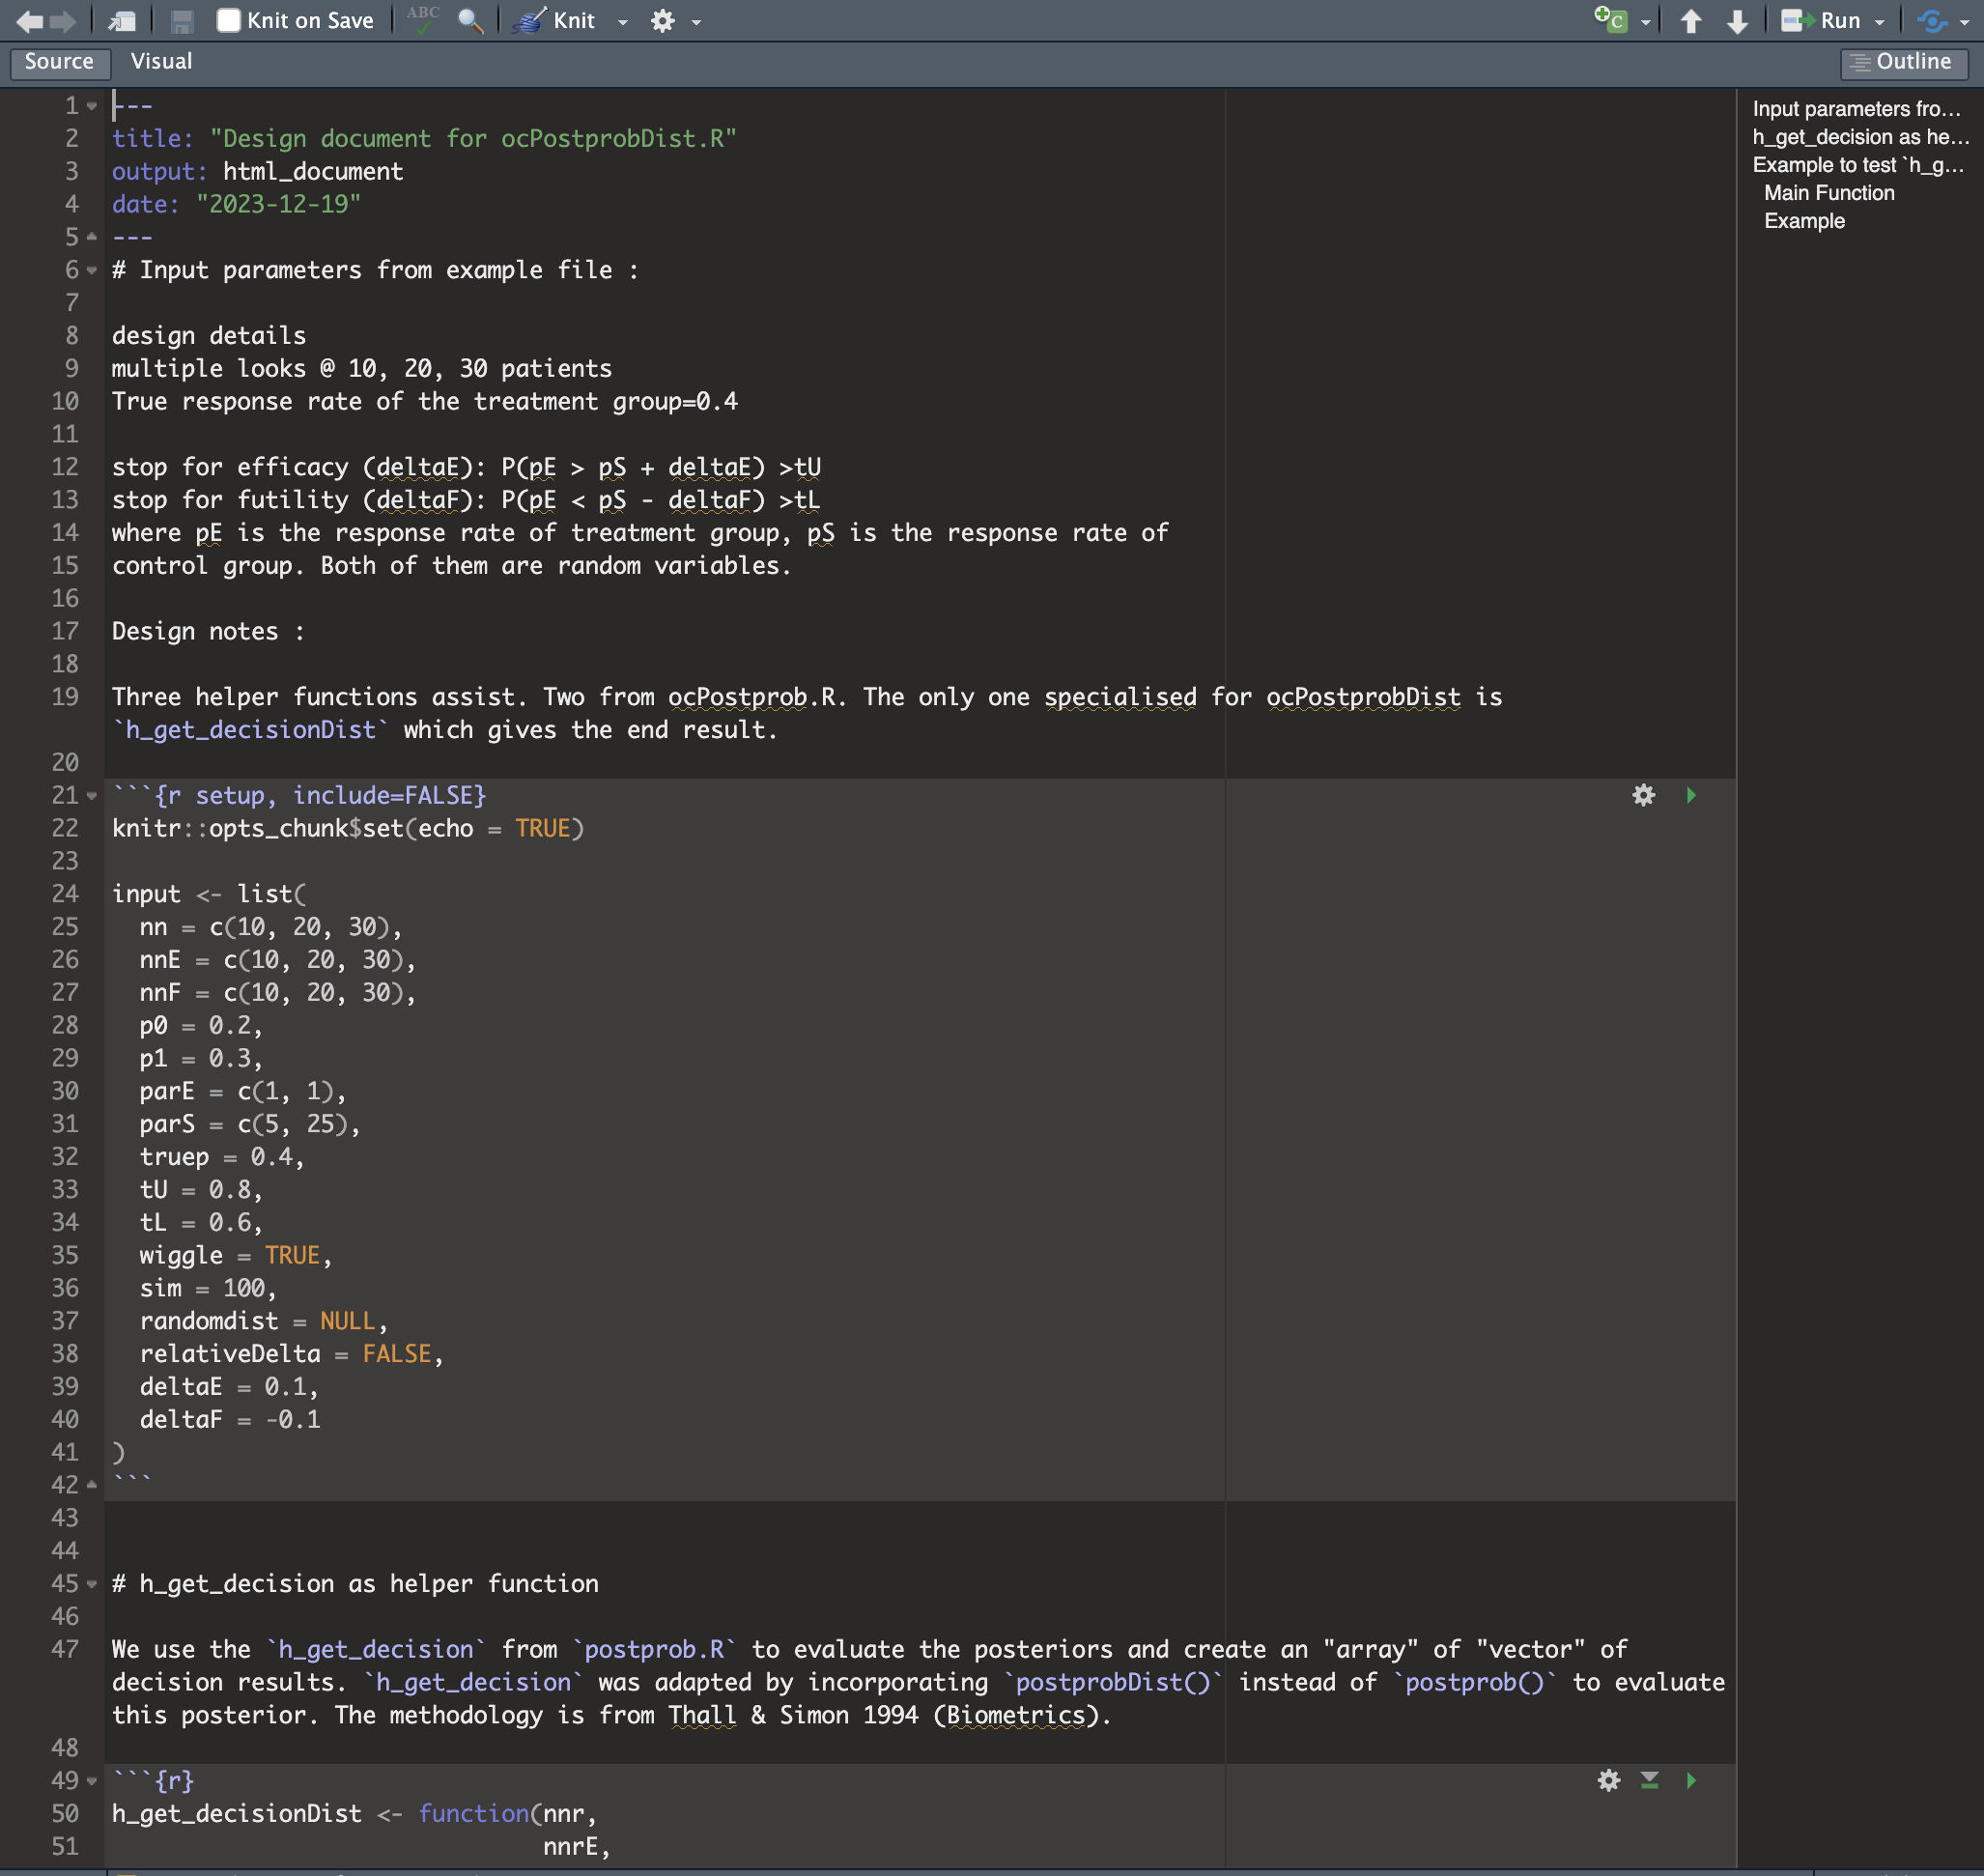 Knit on Save ABC Knit C Run
Source Visual Outline
1 ---
2 title: "Design document for ocPostprobDist.R"
3 output: html_document
4 date: "2023-12-19"
5 ---
6 # Input parameters from example file :
7
8 design details
9 multiple looks @ 10, 20, 30 patients
10 True response rate of the treatment group=0.4
11
12 stop for efficacy (deltaE): P(pE > pS + deltaE) >tU
13 stop for futility (deltaF): P(pE < pS - deltaF) >tL
14 where pE is the response rate of treatment group, pS is the response rate of
15 control group. Both of them are random variables.
16
17 Design notes :
18
19 Three helper functions assist. Two from ocPostprob.R. The only one specialised for ocPostprobDist is
`h_get_decisionDist` which gives the end result.
20
21 ```{r setup, include=FALSE}
22 knitr::opts_chunk$set(echo = TRUE)
23
24 input <- list(
25   nn = c(10, 20, 30),
26   nnE = c(10, 20, 30),
27   nnF = c(10, 20, 30),
28   p0 = 0.2,
29   p1 = 0.3,
30   parE = c(1, 1),
31   parS = c(5, 25),
32   truep = 0.4,
33   tU = 0.8,
34   tL = 0.6,
35   wiggle = TRUE,
36   sim = 100,
37   randomdist = NULL,
38   relativeDelta = FALSE,
39   deltaE = 0.1,
40   deltaF = -0.1
41 )
42 ```
43
44
45 # h_get_decision as helper function
46
47 We use the `h_get_decision` from `postprob.R` to evaluate the posteriors and create an "array" of "vector" of
decision results. `h_get_decision` was adapted by incorporating `postprobDist()` instead of `postprob()` to evaluate
this posterior. The methodology is from Thall & Simon 1994 (Biometrics).
48
49 ```{r}
50 h_get_decisionDist <- function(nnr,
51                                nnrE,
Input parameters fro...
h_get_decision as he...
Example to test `h_g...
Main Function
Example